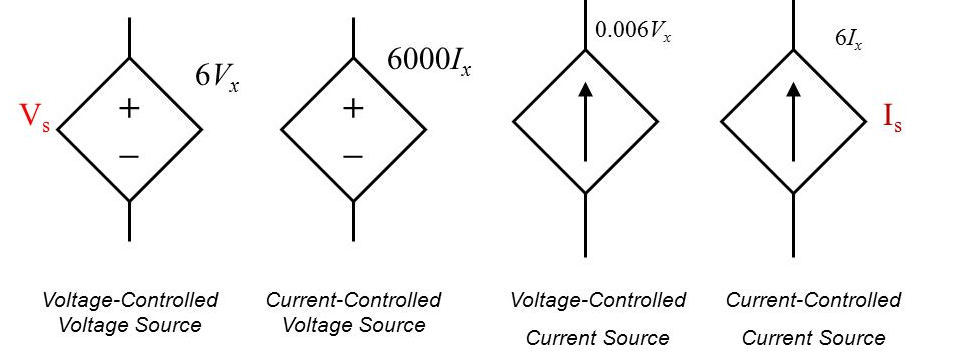 0.006Vₓ
6Iₓ
6000Iₓ
6Vₓ
+
+
Vₛ
Iₛ
−
−
Voltage-Controlled
Voltage Source
Current-Controlled
Voltage Source
Voltage-Controlled
Current Source
Current-Controlled
Current Source